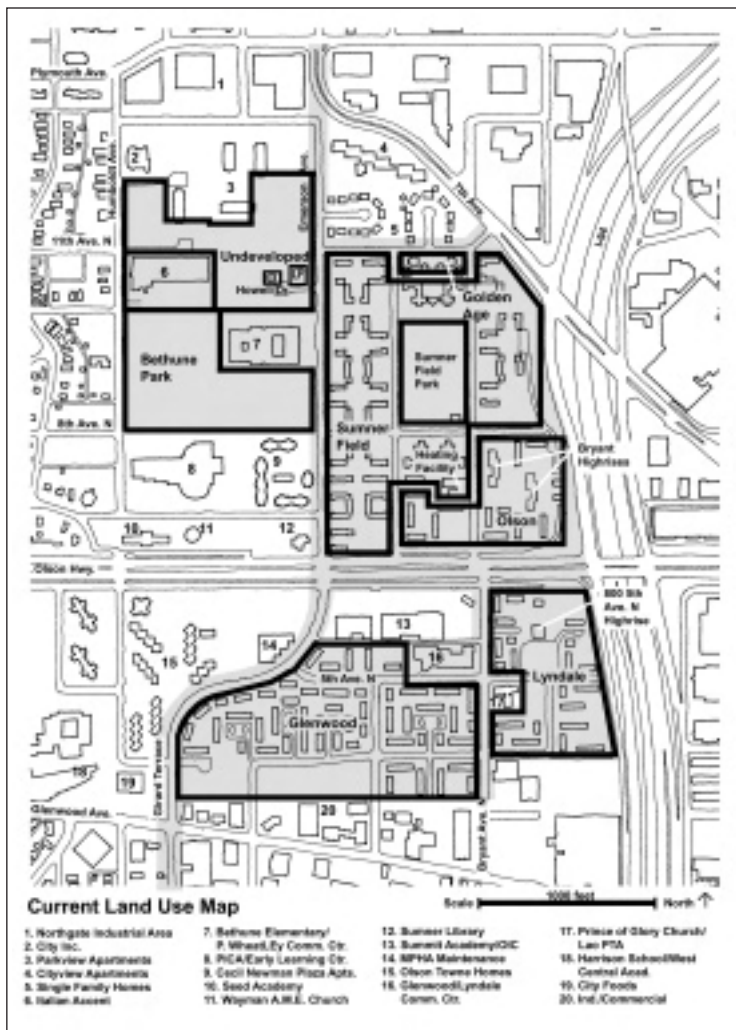 Plymouth Ave.
1
Humboldt Ave.
2
3
4
Emerson Ave.
7th Ave.
I-94
5
11th Ave. N
Undeveloped
6
Golden
Age
Bethune
Park
7
Sumner
Field
Park
8th Ave. N
Sumner
Field
Heating
Facility
Bryant
Highrises
8
9
Olson
10
11
12
Olson Hwy.
800 5th
Ave. N
Highrise
13
14
15
16
5th Ave. N
Lyndale
17
Glenwood
18
19
Girard Terrace
20
Glenwood Ave.
Bryant Ave. N
Current Land Use Map
Scale 1000 feet North
1. Northgate Industrial Area
2. City Inc.
3. Parkview Apartments
4. Cityview Apartments
5. Single Family Homes
6. Italian Accent
7. Bethune Elementary/
P. Wheatley Comm. Ctr.
8. PICA/Early Learning Ctr.
9. Cecil Newman Plaza Apts.
10. Seed Academy
11. Wayman A.M.E. Church
12. Sumner Library
13. Summit Academy/OIC
14. MPHA Maintenance
15. Olson Towne Homes
16. Glenwood/Lyndale
Comm. Ctr.
17. Prince of Glory Church/
Lao PTA
18. Harrison School/West
Central Acad.
19. City Foods
20. Ind./Commercial